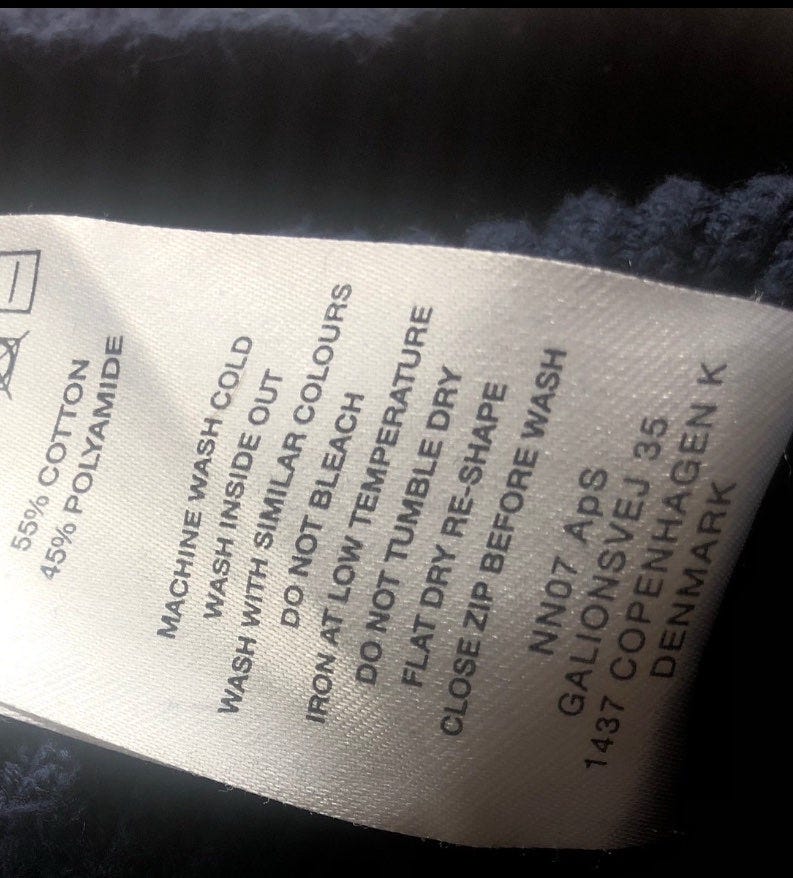 55% COTTON
45% POLYAMIDE
MACHINE WASH COLD
WASH INSIDE OUT
WASH WITH SIMILAR COLOURS
DO NOT BLEACH
IRON AT LOW TEMPERATURE
DO NOT TUMBLE DRY
FLAT DRY RE-SHAPE
CLOSE ZIP BEFORE WASH
NN07 ApS
GALIONSVEJ 35
1437 COPENHAGEN K
DENMARK